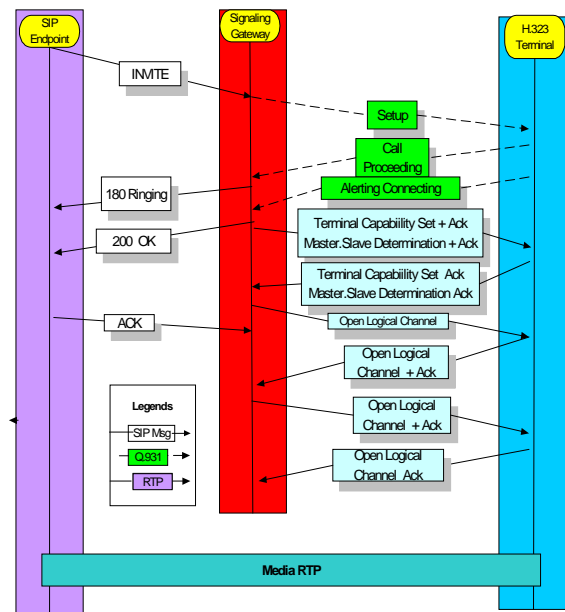 SIP
Endpoint
Signaling
Gateway
H.323
Terminal
INVITE
Setup
Call
Proceeding
Alerting Connecting
180 Ringing
200 OK
Terminal Capabiility Set + Ack
Master.Slave Determination + Ack
Terminal Capabiility Set Ack
Master.Slave Determination Ack
Open Logical Channel
ACK
Open Logical
Channel + Ack
Open Logical
Channel + Ack
Open Logical
Channel Ack
Legends
SIP Msg
Q.931
RTP
Media RTP